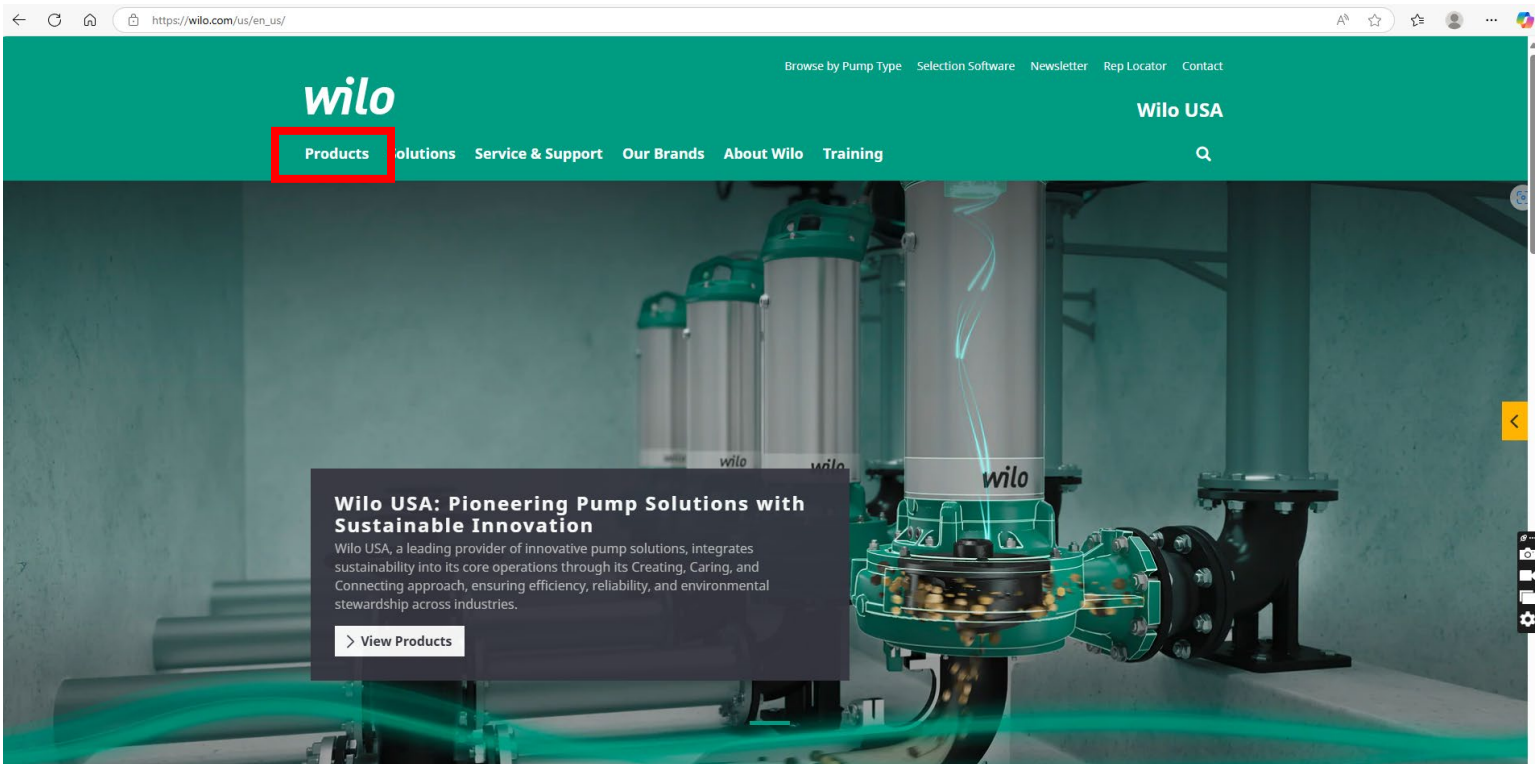 https://wilo.com/us/en_us/
Browse by Pump Type Selection Software Newsletter Rep Locator Contact
wilo
Wilo USA
Products olutions Service & Support Our Brands About Wilo Training
wilo
wilo
wilo
Wilo USA: Pioneering Pump Solutions with
Sustainable Innovation
Wilo USA, a leading provider of innovative pump solutions, integrates
sustainability into its core operations through its Creating, Caring, and
Connecting approach, ensuring efficiency, reliability, and environmental
stewardship across industries.
View Products